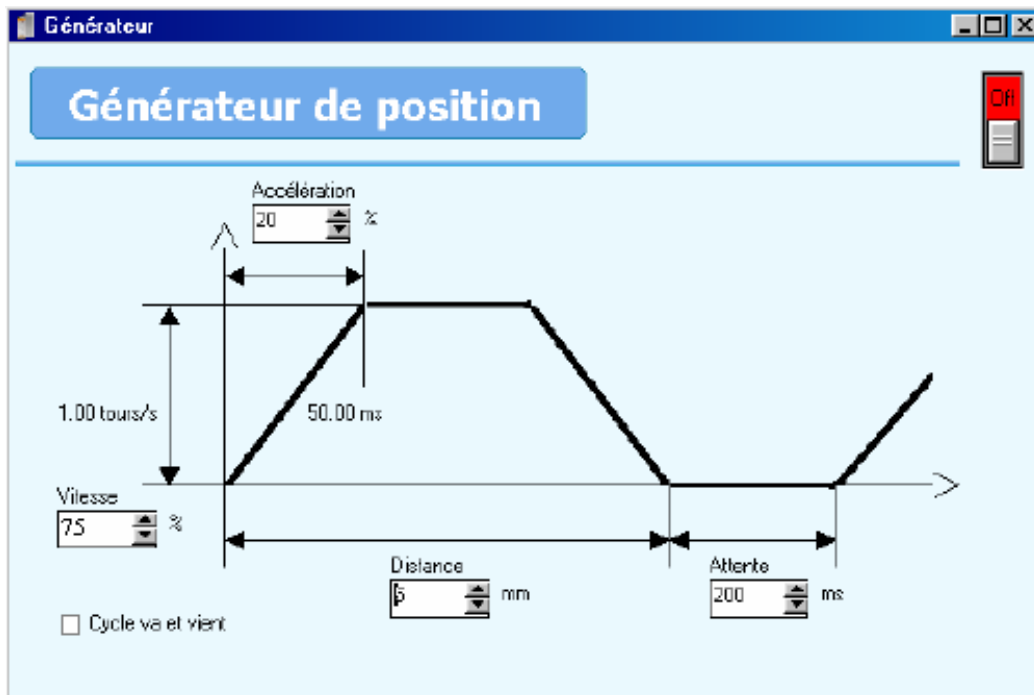 Générateur
Générateur de position
Off
Accélération
20 %
1.00 tours/s
50.00 ms
Vitesse
75 %
Distance
5 mm
Attente
200 ms
Cycle va et vient